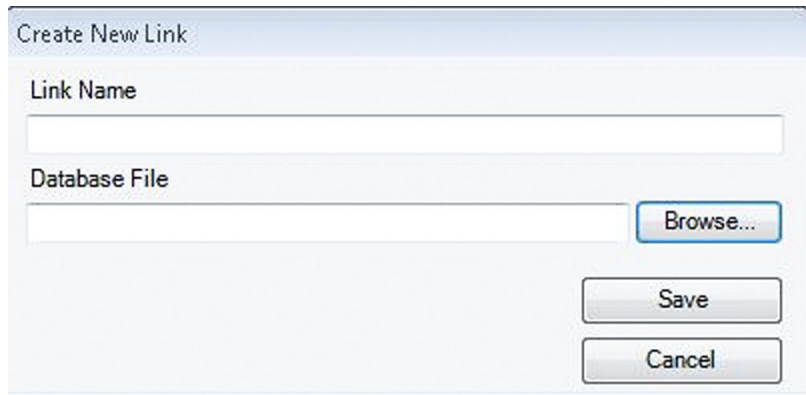 Create New Link
Link Name
Database File
Browse...
Save
Cancel